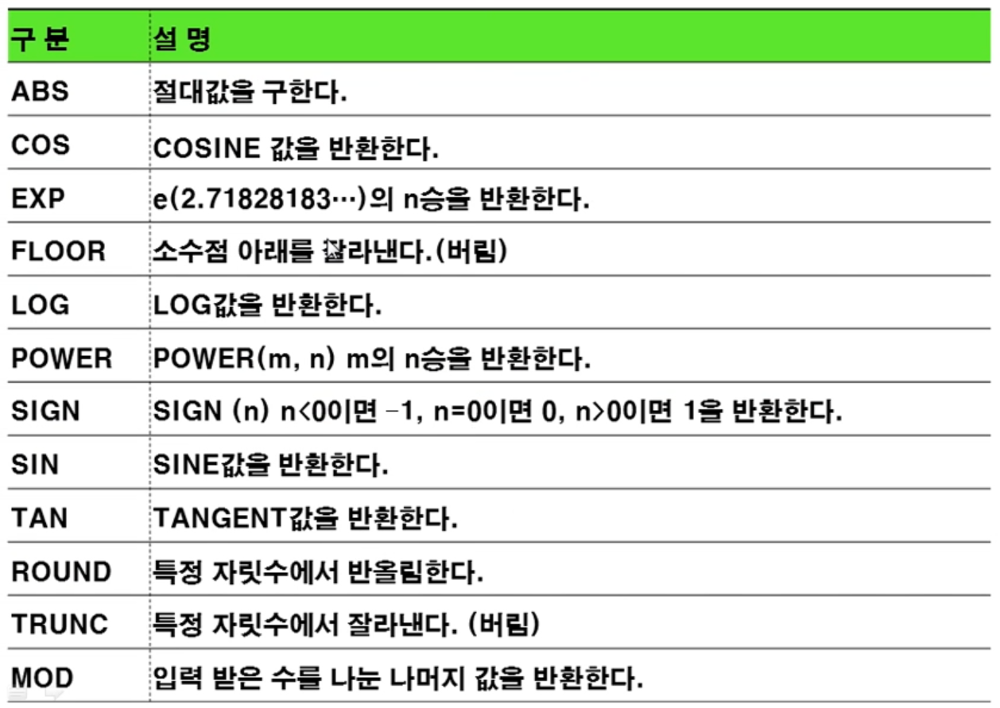 구 분 설 명
ABS 절대값을 구한다.
COS COSINE 값을 반환한다.
EXP e(2.71828183···)의 n승을 반환한다.
FLOOR 소수점 아래를 잘라낸다.(버림)
LOG LOG값을 반환한다.
POWER POWER(m, n) m의 n승을 반환한다.
SIGN SIGN (n) n<0이면 –1, n=0이면 0, n>0이면 1을 반환한다.
SIN SINE값을 반환한다.
TAN TANGENT값을 반환한다.
ROUND 특정 자릿수에서 반올림한다.
TRUNC 특정 자릿수에서 잘라낸다. (버림)
MOD 입력 받은 수를 나눈 나머지 값을 반환한다.